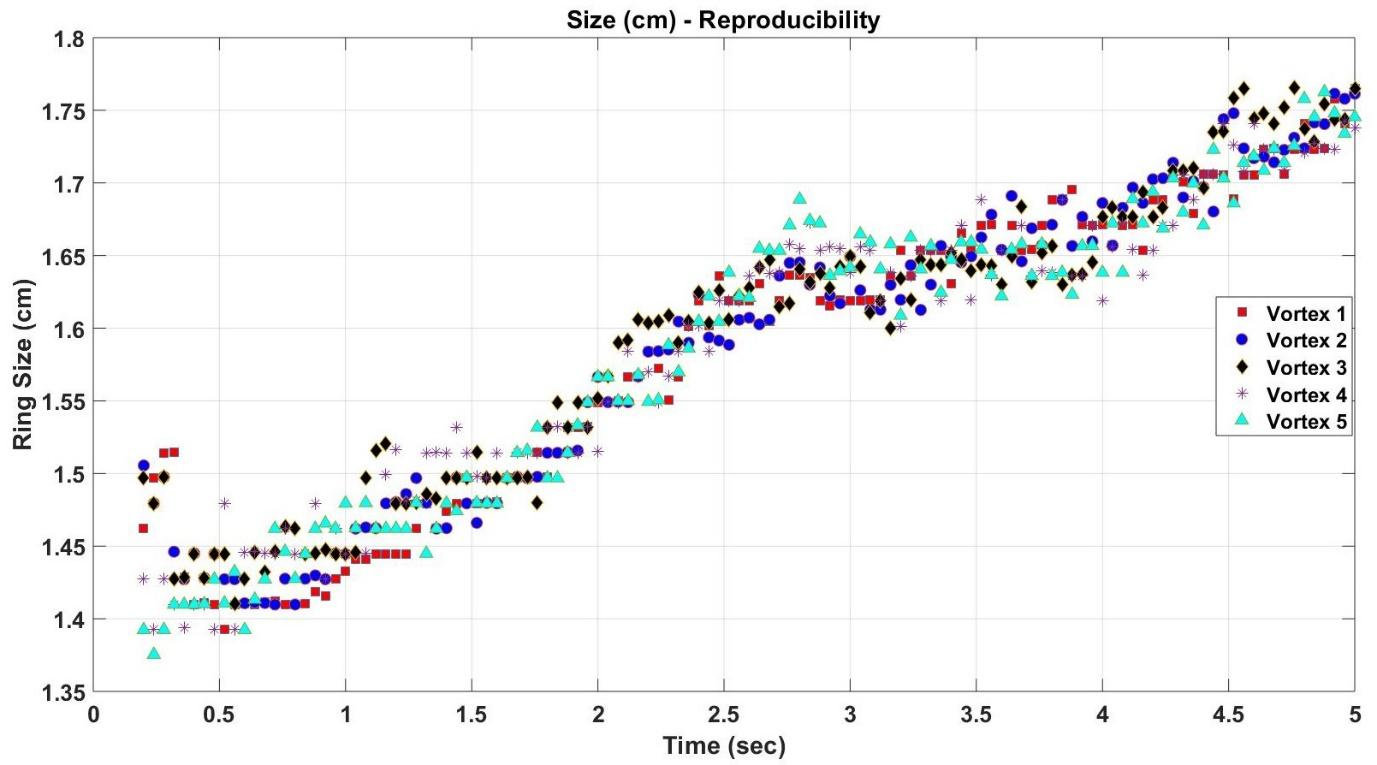 Size (cm) - Reproducibility
Ring Size (cm)
1.8
1.75
1.7
1.65
1.6
1.55
1.5
1.45
1.4
1.35
Vortex 1
Vortex 2
Vortex 3
Vortex 4
Vortex 5
0 0.5 1 1.5 2 2.5 3 3.5 4 4.5 5
Time (sec)